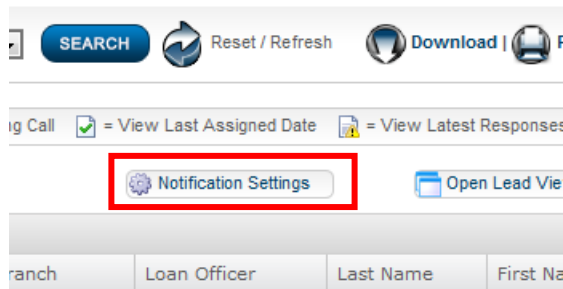 SEARCH Reset / Refresh Download |
ng Call = View Last Assigned Date = View Latest Responses
Notification Settings Open Lead Vie
ranch Loan Officer Last Name First Na